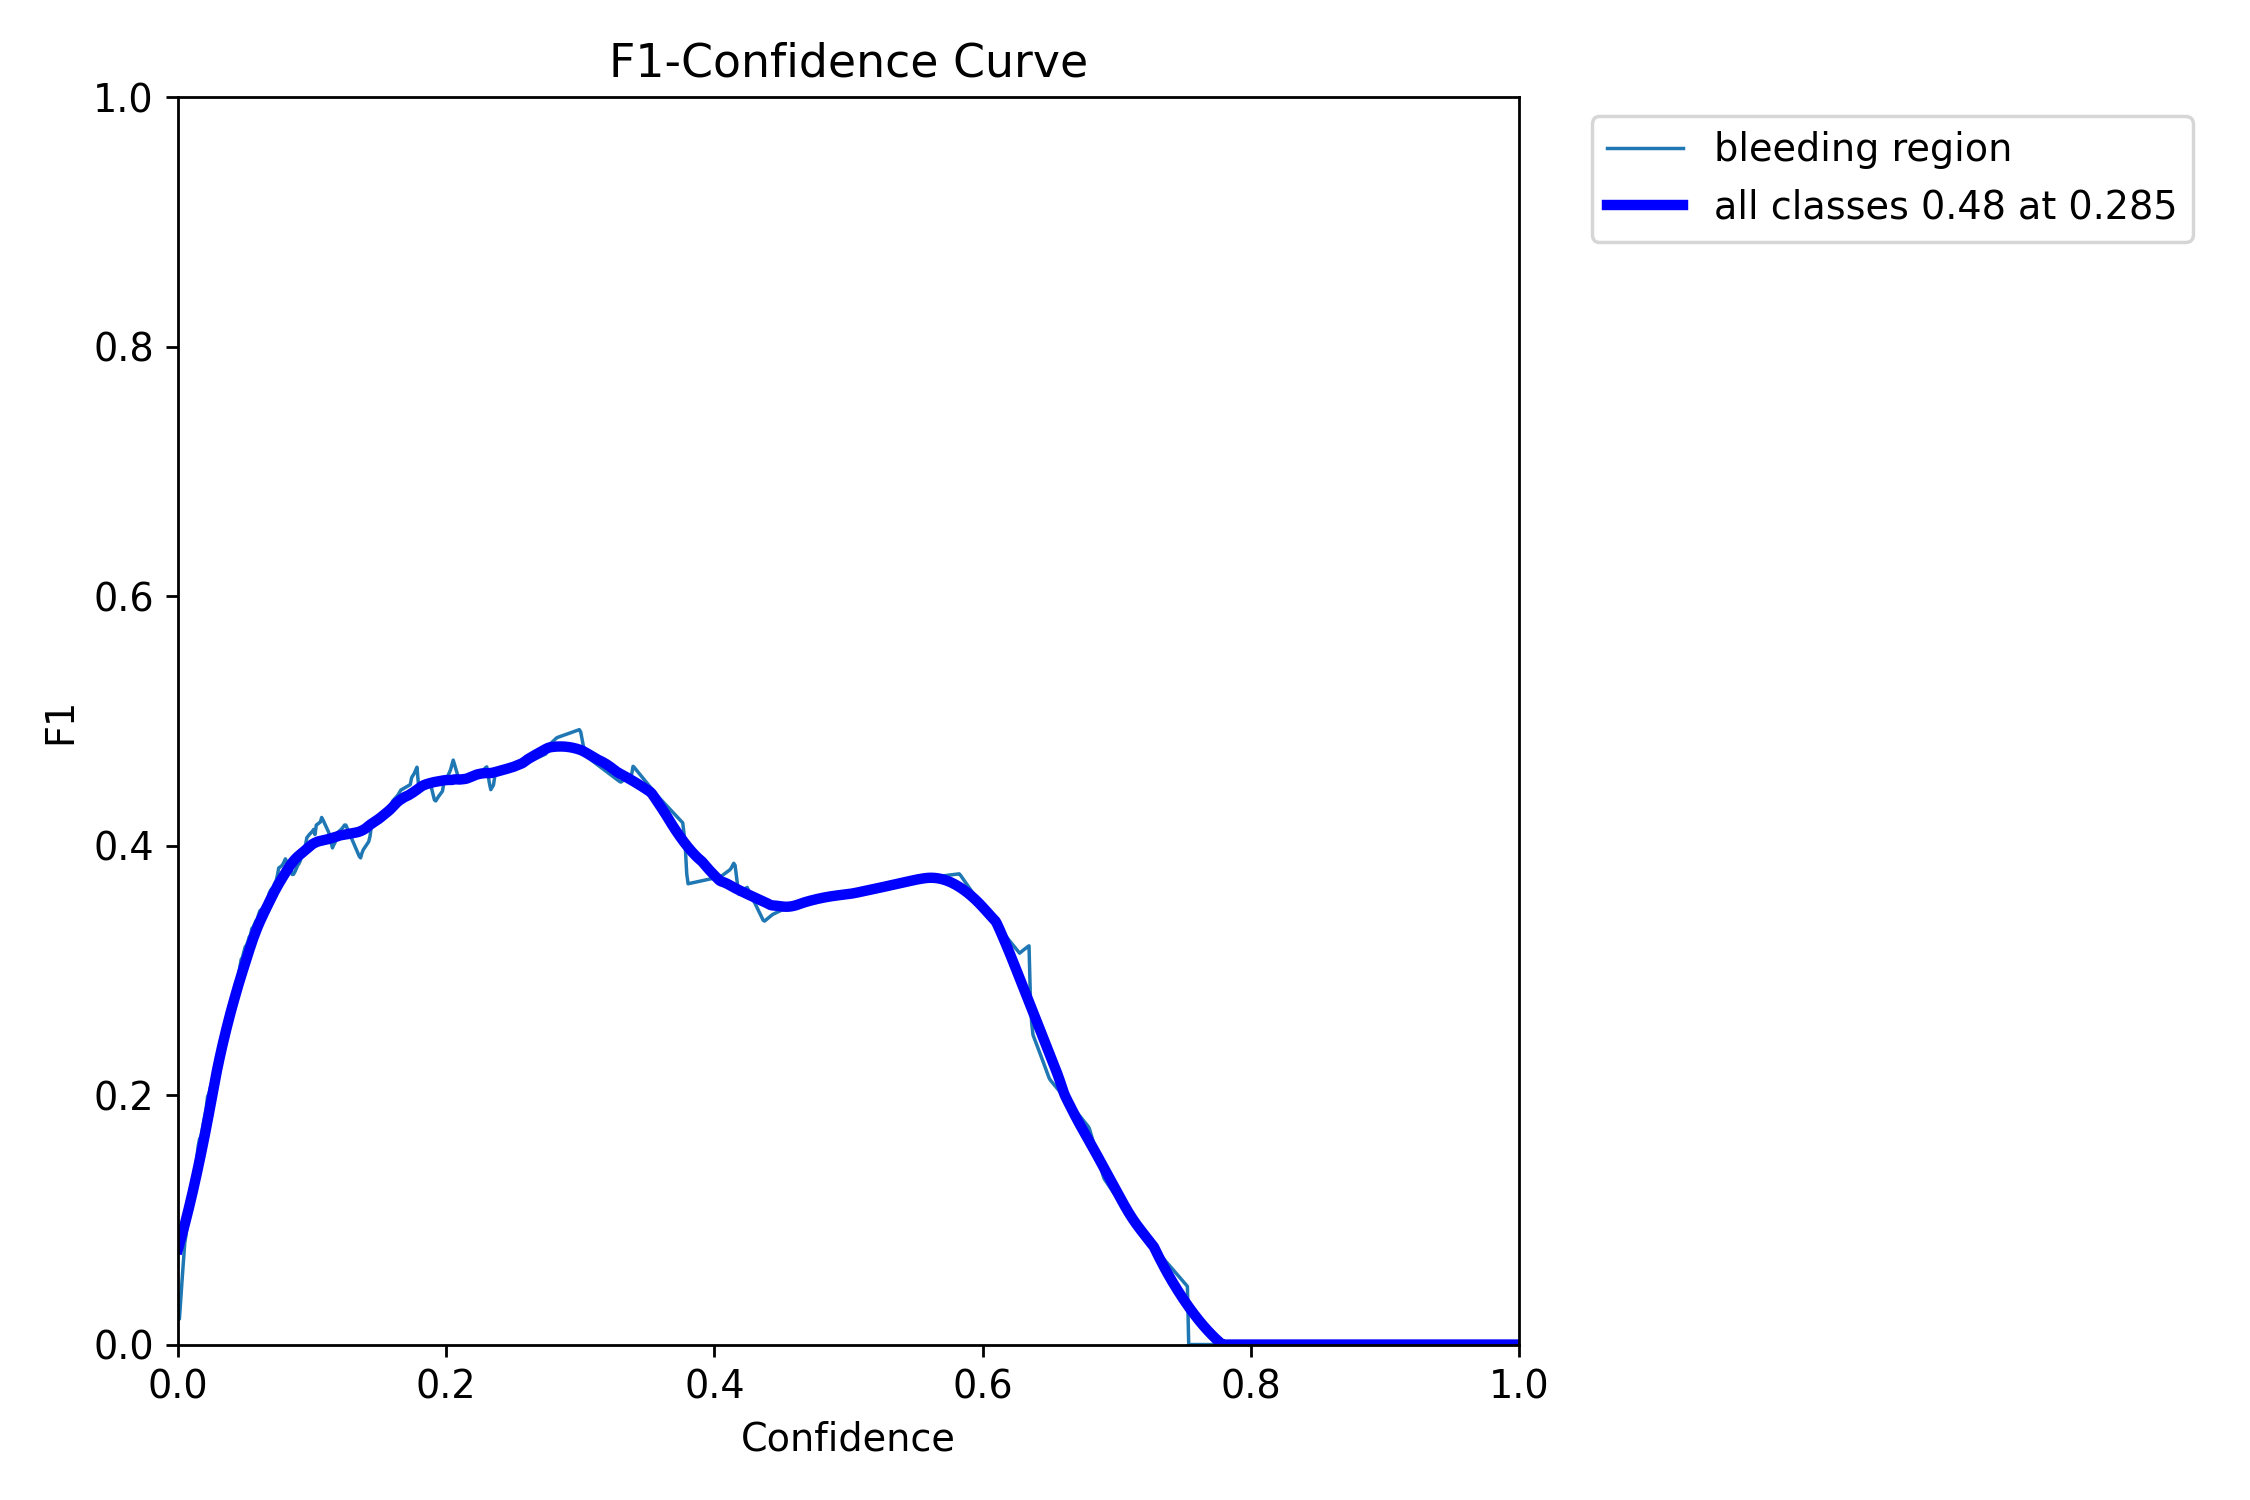 F1-Confidence Curve
bleeding region
all classes 0.48 at 0.285
F1
1.0
0.8
0.6
0.4
0.2
0.0
0.0 0.2 0.4 0.6 0.8 1.0
Confidence